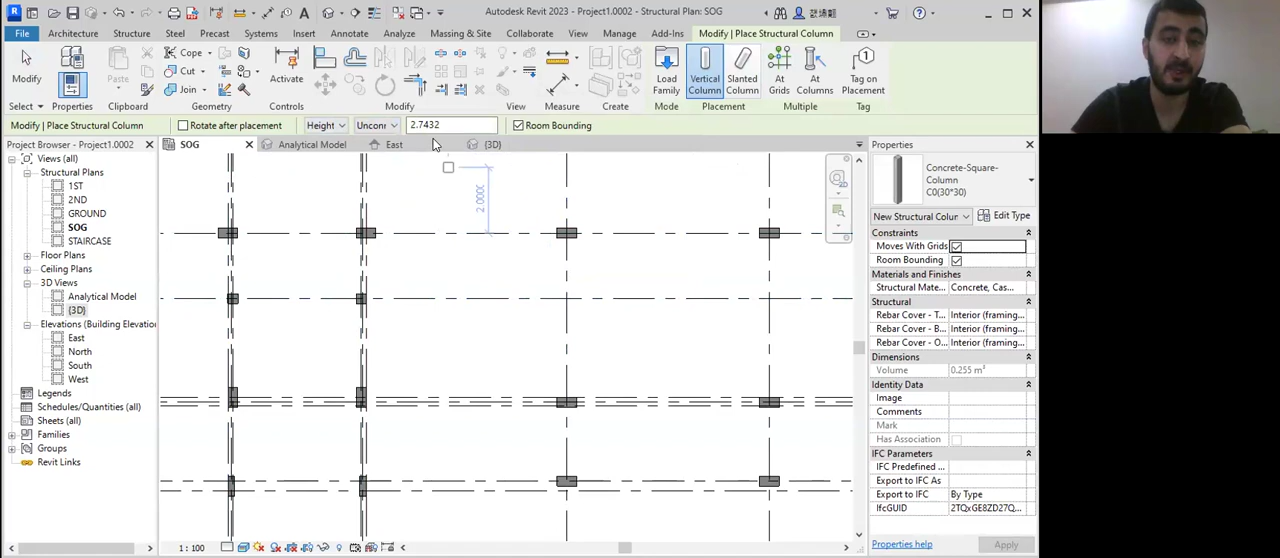 Autodesk Revit 2023 - Project1.0002 - Structural Plan: SOG
File Architecture Structure Steel Precast Systems Insert Annotate Analyze Massing & Site Collaborate View Manage Add-Ins Modify | Place Structural Column
Modify Properties Paste Cope Cut Join Activate Load Family Vertical Column Slanted Column At Grids At Columns Tag on Placement
Select Properties Clipboard Geometry Controls Modify View Measure Create Mode Placement Multiple Tag
Modify | Place Structural Column Rotate after placement Height Uncon 2.7432 Room Bounding
Project Browser - Project1.0002
Views (all)
Structural Plans
1ST
2ND
GROUND
SOG
STAIRCASE
Floor Plans
Ceiling Plans
3D Views
Analytical Model
{3D}
Elevations (Building Elevation
East
North
South
West
Legends
Schedules/Quantities (all)
Sheets (all)
Families
Groups
Revit Links
SOG Analytical Model East {3D}
1 : 100
Properties
Concrete-Square-
Column
C0(30*30)
New Structural Colur Edit Type
Constraints
Moves With Grids
Room Bounding
Materials and Finishes
Structural Mate... Concrete, Cas...
Structural
Rebar Cover - T... Interior (framing...
Rebar Cover - B... Interior (framing...
Rebar Cover - O... Interior (framing...
Dimensions
Volume 0.255 m³
Identity Data
Image
Comments
Mark
Has Association
IFC Parameters
IFC Predefined ...
Export to IFC As
Export to IFC By Type
IfcGUID 2TQxGE8ZD27Q...
Properties help Apply